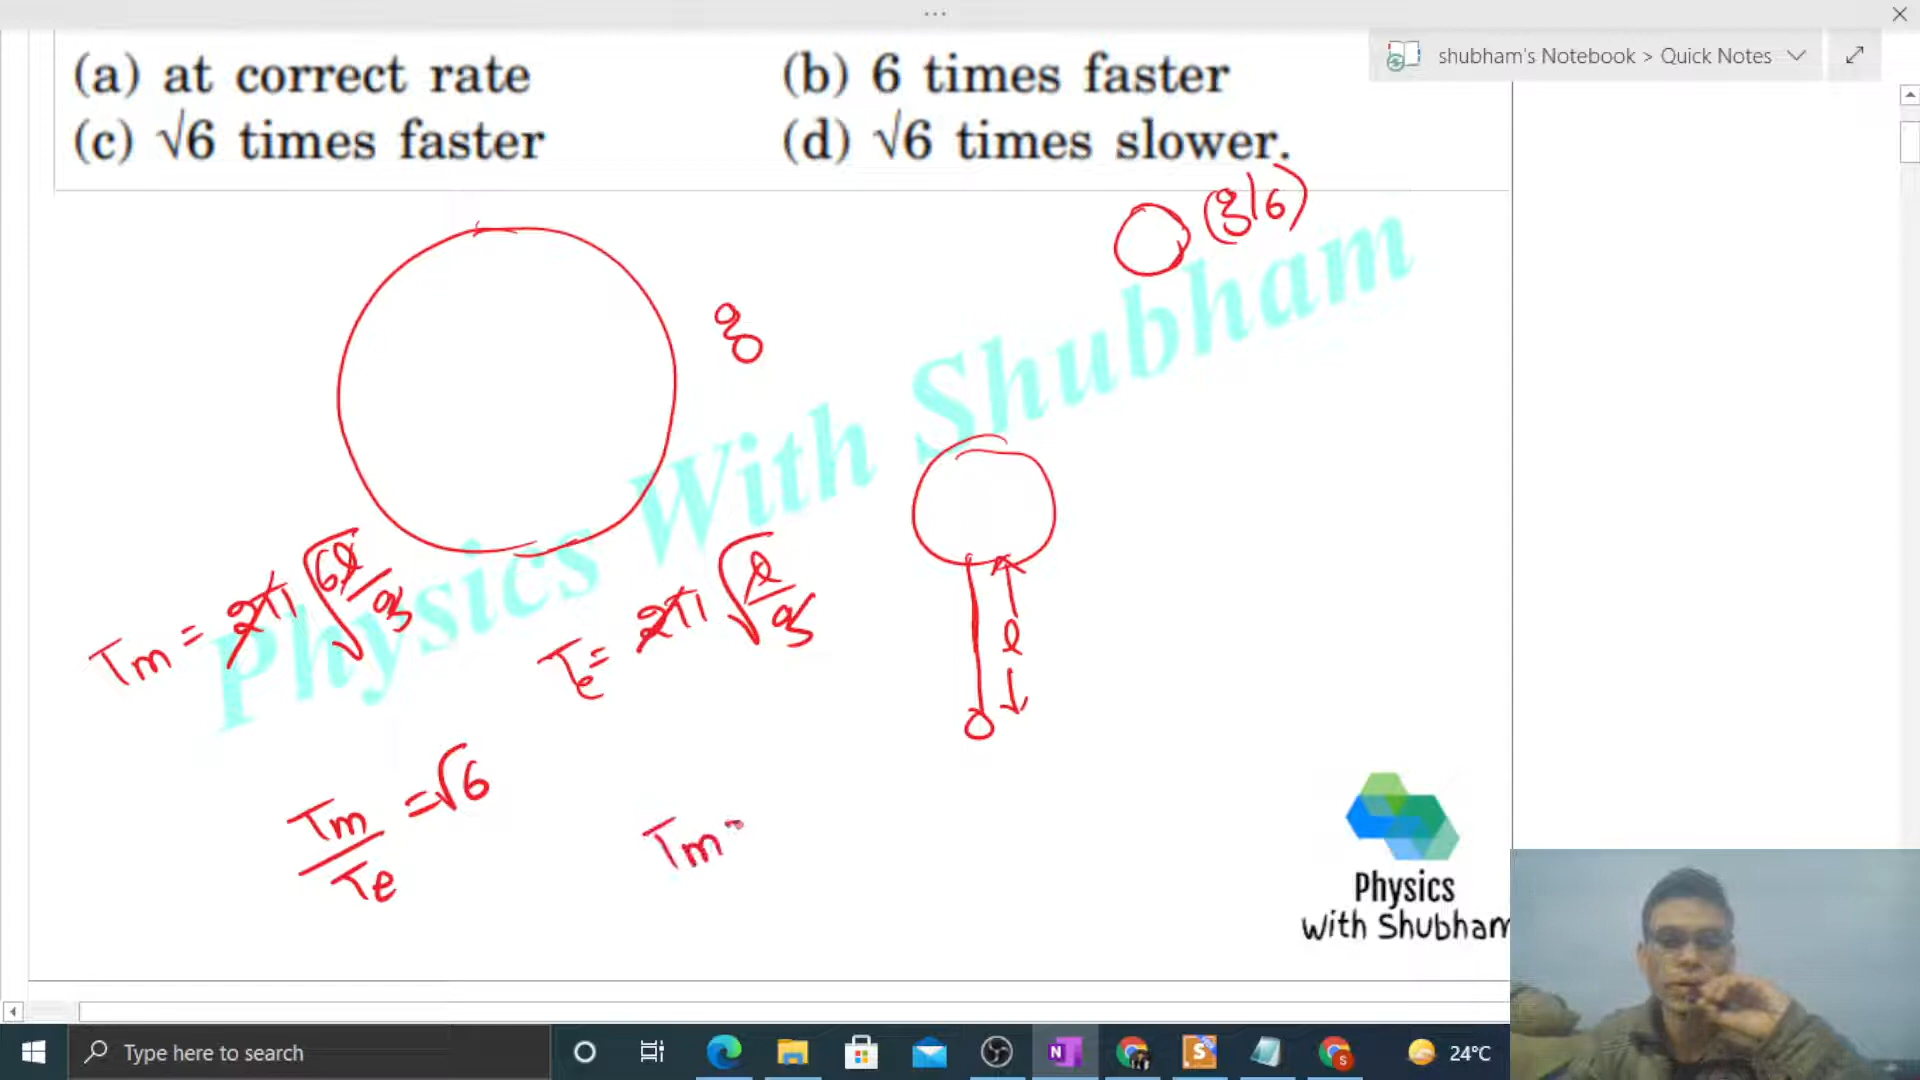 shubham's Notebook > Quick Notes
(a) at correct rate
(b) 6 times faster
(c) √6 times faster
(d) √6 times slower.
(g/6)
g
Physics With Shubham
Tm = 2π √6l/g
Te = 2π √l/g
l
Tm/Te = √6
Tm =
Physics
With Shubham
Type here to search
24°C